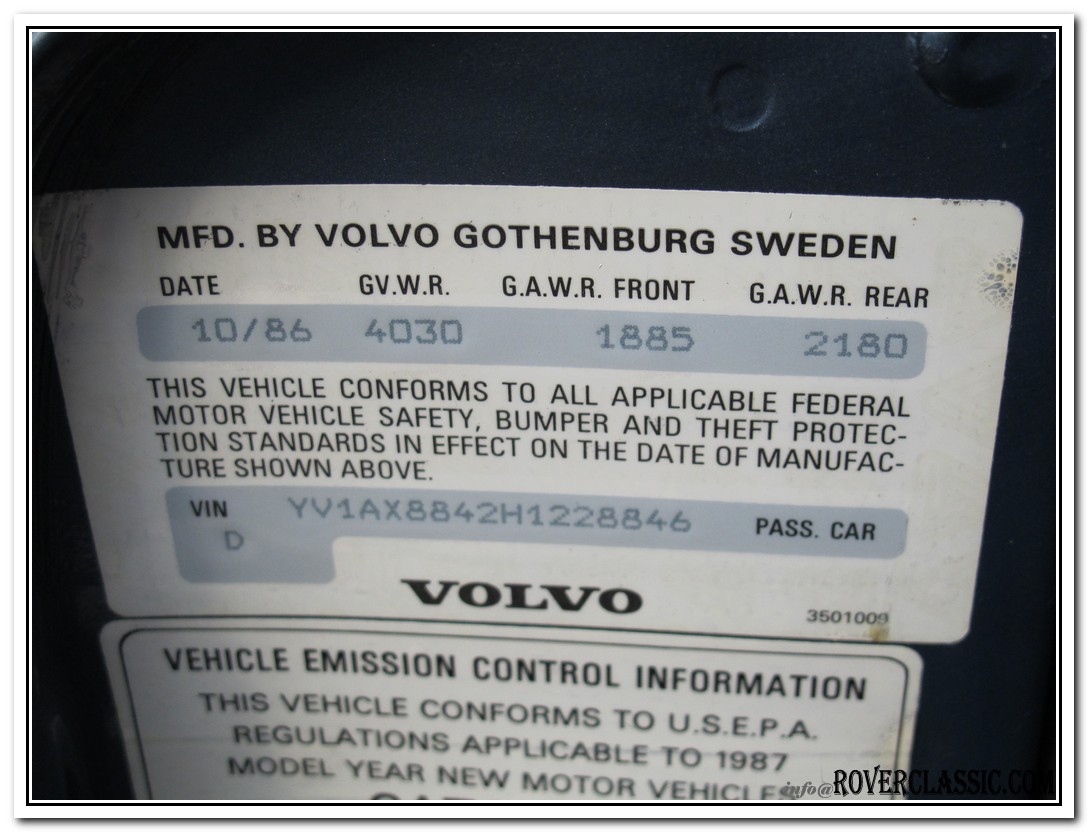 MFD. BY VOLVO GOTHENBURG SWEDEN
DATE GV.W.R. G.A.W.R. FRONT G.A.W.R. REAR
10/86 4030 1885 2180
THIS VEHICLE CONFORMS TO ALL APPLICABLE FEDERAL
MOTOR VEHICLE SAFETY, BUMPER AND THEFT PROTEC-
TION STANDARDS IN EFFECT ON THE DATE OF MANUFAC-
TURE SHOWN ABOVE.
VIN YV1AX8842H1228846 PASS. CAR
D
VOLVO
3501009
VEHICLE EMISSION CONTROL INFORMATION
THIS VEHICLE CONFORMS TO U.S.E.P.A.
REGULATIONS APPLICABLE TO 1987
MODEL YEAR NEW MOTOR VEHICLES
info@ROVERCLASSIC.COM